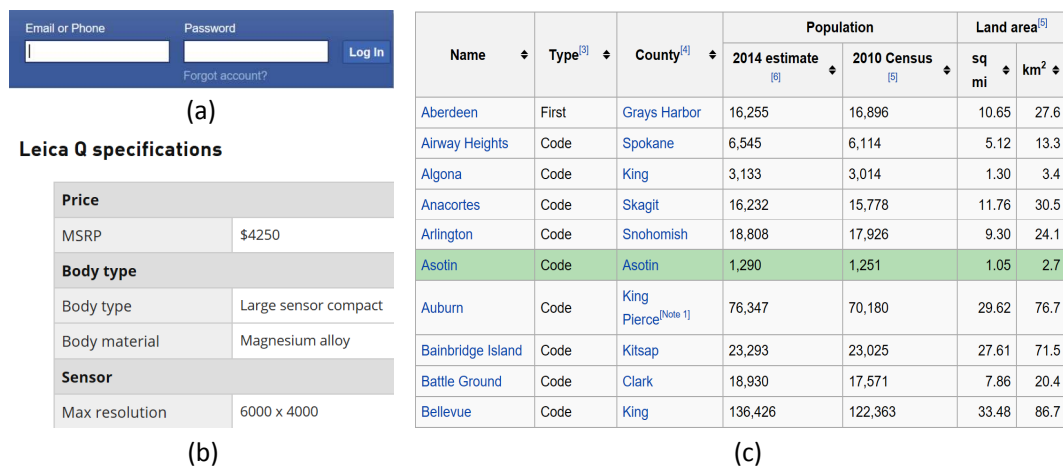 Email or Phone Password
Log In
Forgot account?
(a)
Leica Q specifications
Price
MSRP $4250
Body type
Body type Large sensor compact
Body material Magnesium alloy
Sensor
Max resolution 6000 x 4000
(b)
Population Land area[5]
Name Type[3] County[4] 2014 estimate [6] 2010 Census [5] sq mi km2
Aberdeen First Grays Harbor 16,255 16,896 10.65 27.6
Airway Heights Code Spokane 6,545 6,114 5.12 13.3
Algona Code King 3,133 3,014 1.30 3.4
Anacortes Code Skagit 16,232 15,778 11.76 30.5
Arlington Code Snohomish 18,808 17,926 9.30 24.1
Asotin Code Asotin 1,290 1,251 1.05 2.7
Auburn Code King Pierce[Note 1] 76,347 70,180 29.62 76.7
Bainbridge Island Code Kitsap 23,293 23,025 27.61 71.5
Battle Ground Code Clark 18,930 17,571 7.86 20.4
Bellevue Code King 136,426 122,363 33.48 86.7
(c)